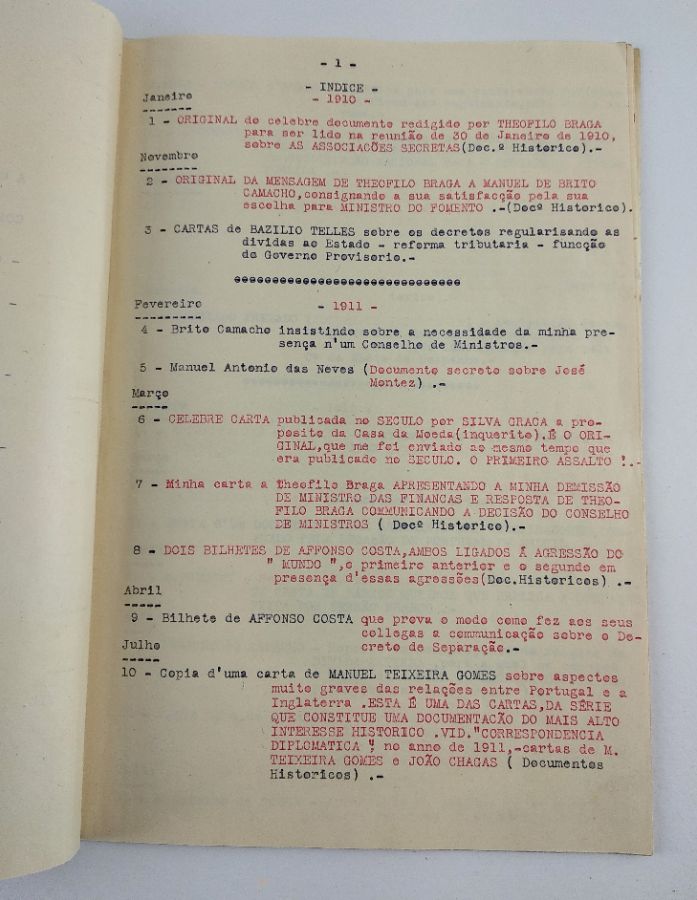 - 1 -
- INDICE -
Janeiro
- 1910 -
--------
1 - ORIGINAL do celebre documento redigido por THEOFILO BRAGA
para ser lido na reunião de 30 de Janeiro de 1910,
sobre AS ASSOCIACÕES SECRETAS(Doc.º Historico).-
Novembro
--------
2 - ORIGINAL DA MENSAGEM DE THEOFILO BRAGA A MANUEL DE BRITO
CAMACHO,consignando a sua satisfacção pela sua
escolha para MINISTRO DO FOMENTO .-(Docº Historico).
3 - CARTAS de BAZILIO TELLES sobre os decretos regularisando as
dividas ao Estado - reforma tributaria - funcção
do Governo Provisorio.-
Fevereiro
- 1911 -
---------
4 - Brito Camacho insistindo sobre a necessidade da minha pre-
sença n'um Conselho de Ministros.-
5 - Manuel Antonio das Neves (Documento secreto sobre José
Montez) .-
Março
-----
6 - CELEBRE CARTA publicada no SECULO por SILVA GRACA a pro-
posito da Casa da Moeda(inquerito).É O ORI-
GINAL,que me foi enviado ao mesmo tempo que
era publicado no SECULO. O PRIMEIRO ASSALTO !.-
7 - Minha carta a Theofilo Braga APRESENTANDO A MINHA DEMISSÃO
DE MINISTRO DAS FINANCAS E RESPOSTA DE THEO-
FILO BRAGA COMMUNICANDO A DECISÃO DO CONSELHO
DE MINISTROS ( Docº Historico).-
8 - DOIS BILHETES DE AFFONSO COSTA,AMBOS LIGADOS Á AGRESSÃO DO
" MUNDO ",o primeiro anterior e o segundo em
presença d'essas agressões(Doc.Historicos) .-
Abril
-----
9 - Bilhete de AFFONSO COSTA que prova o modo como fez aos seus
collegas a communicação sobre o De-
creto de Separação.-
Julho
-----
10 - Copia d'uma carta de MANUEL TEIXEIRA GOMES sobre aspectos
muito graves das relações entre Portugal e a
Inglaterra .ESTA É UMA DAS CARTAS,DA SÉRIE
QUE CONSTITUE UMA DOCUMENTACÃO DO MAIS ALTO
INTERESSE HISTORICO .VID."CORRESPONDENCIA
DIPLOMATICA " no anno de 1911,-cartas de M.
TEIXEIRA GOMES e JOÃO CHAGAS ( Documentos
Historicos) .-